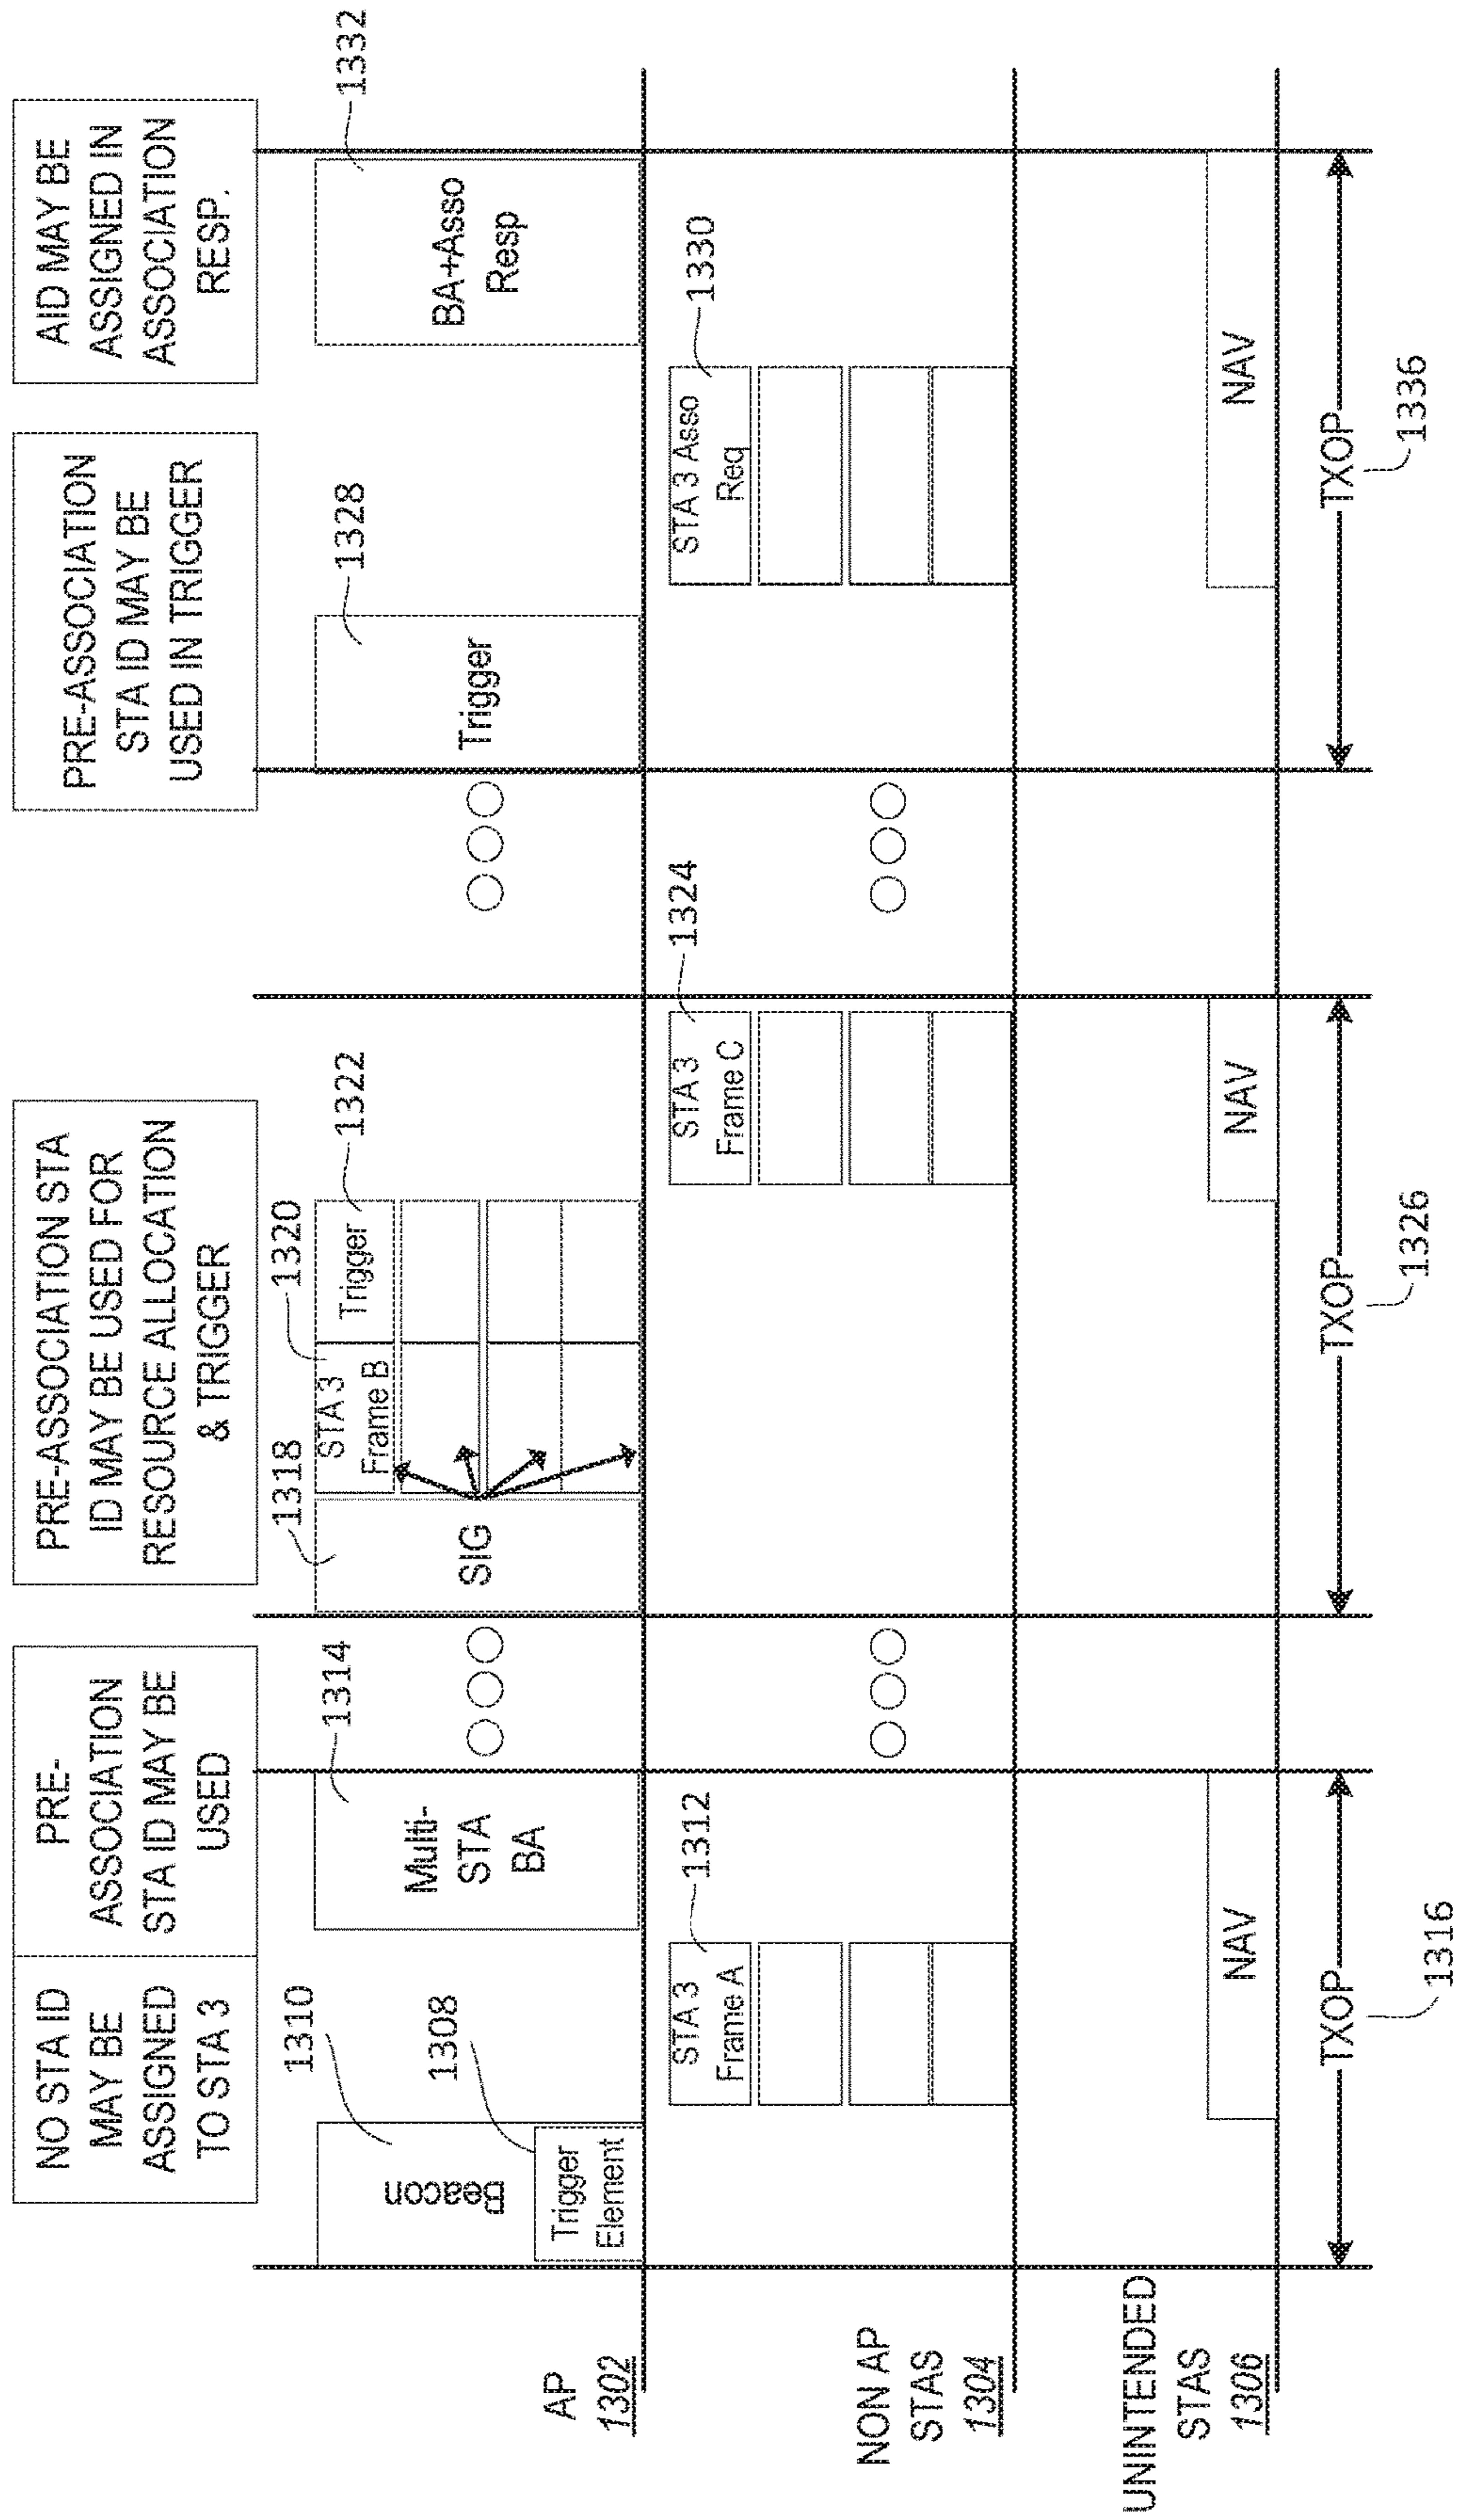 NO STA ID
MAY BE
ASSIGNED
TO STA 3
PRE-
ASSOCIATION
STA ID MAY BE
USED
PRE-ASSOCIATION STA
ID MAY BE USED FOR
RESOURCE ALLOCATION
& TRIGGER
PRE-ASSOCIATION
STA ID MAY BE
USED IN TRIGGER
AID MAY BE
ASSIGNED IN
ASSOCIATION
RESP.
AP
1302
1310
Beacon
1308
Trigger
Element
1314
Multi-
STA
BA
1318
SIG
1320
STA 3
Frame B
1322
Trigger
1328
Trigger
1332
BA+Asso
Resp
NON AP
STAS
1304
1312
STA 3
Frame A
1324
STA 3
Frame C
1330
STA 3 Asso
Req
UNINTENDED
STAS
1306
NAV
NAV
NAV
TXOP
1316
TXOP
1326
TXOP
1336